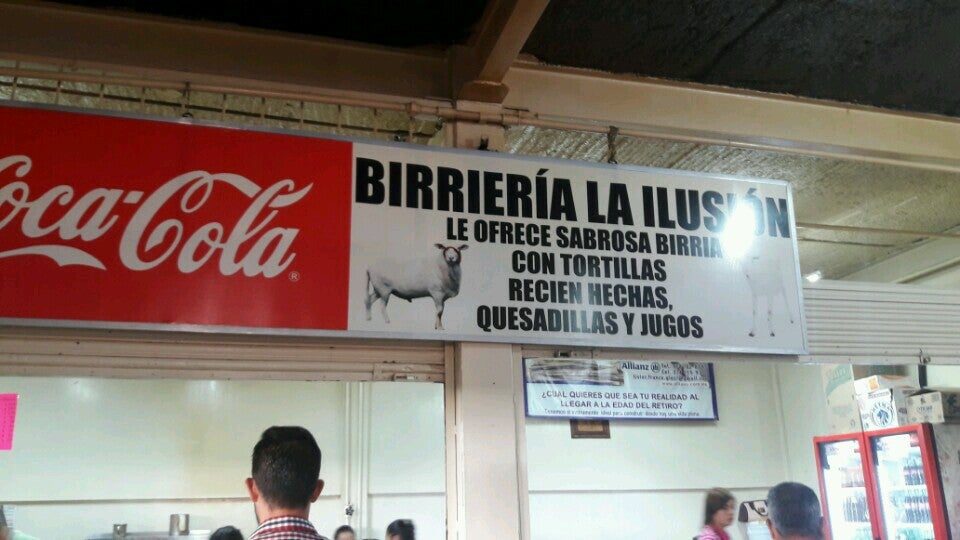 Coca-Cola
BIRRIERÍA LA ILUSIÓN
LE OFRECE SABROSA BIRRIA
CON TORTILLAS
RECIEN HECHAS,
QUESADILLAS Y JUGOS
Allianz
¿CUAL QUIERES QUE SEA TU REALIDAD AL
LLEGAR A LA EDAD DEL RETIRO?